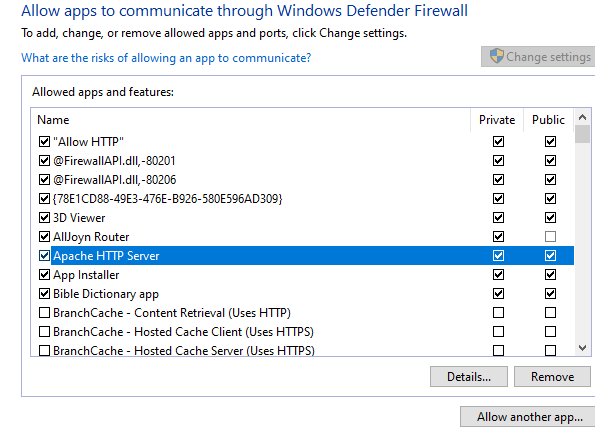 Allow apps to communicate through Windows Defender Firewall
To add, change, or remove allowed apps and ports, click Change settings.
What are the risks of allowing an app to communicate?
Change settings
Allowed apps and features:
Name Private Public
"Allow HTTP"
@FirewallAPI.dll,-80201
@FirewallAPI.dll,-80206
{78E1CD88-49E3-476E-B926-580E596AD309}
3D Viewer
AllJoyn Router
Apache HTTP Server
App Installer
Bible Dictionary app
BranchCache - Content Retrieval (Uses HTTP)
BranchCache - Hosted Cache Client (Uses HTTPS)
BranchCache - Hosted Cache Server (Uses HTTPS)
Details... Remove
Allow another app...